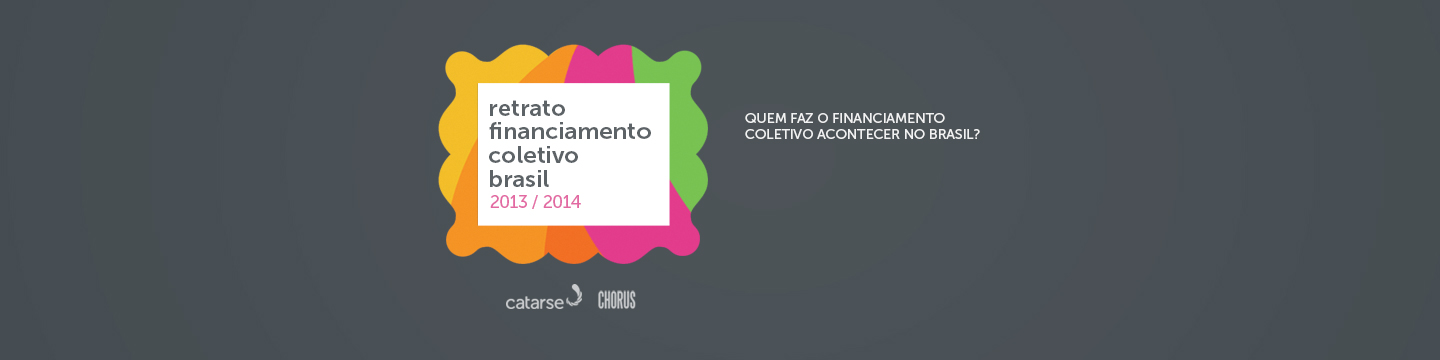 retrato
financiamento
coletivo
brasil
2013 / 2014
QUEM FAZ O FINANCIAMENTO
COLETIVO ACONTECER NO BRASIL?
catarse CHORUS